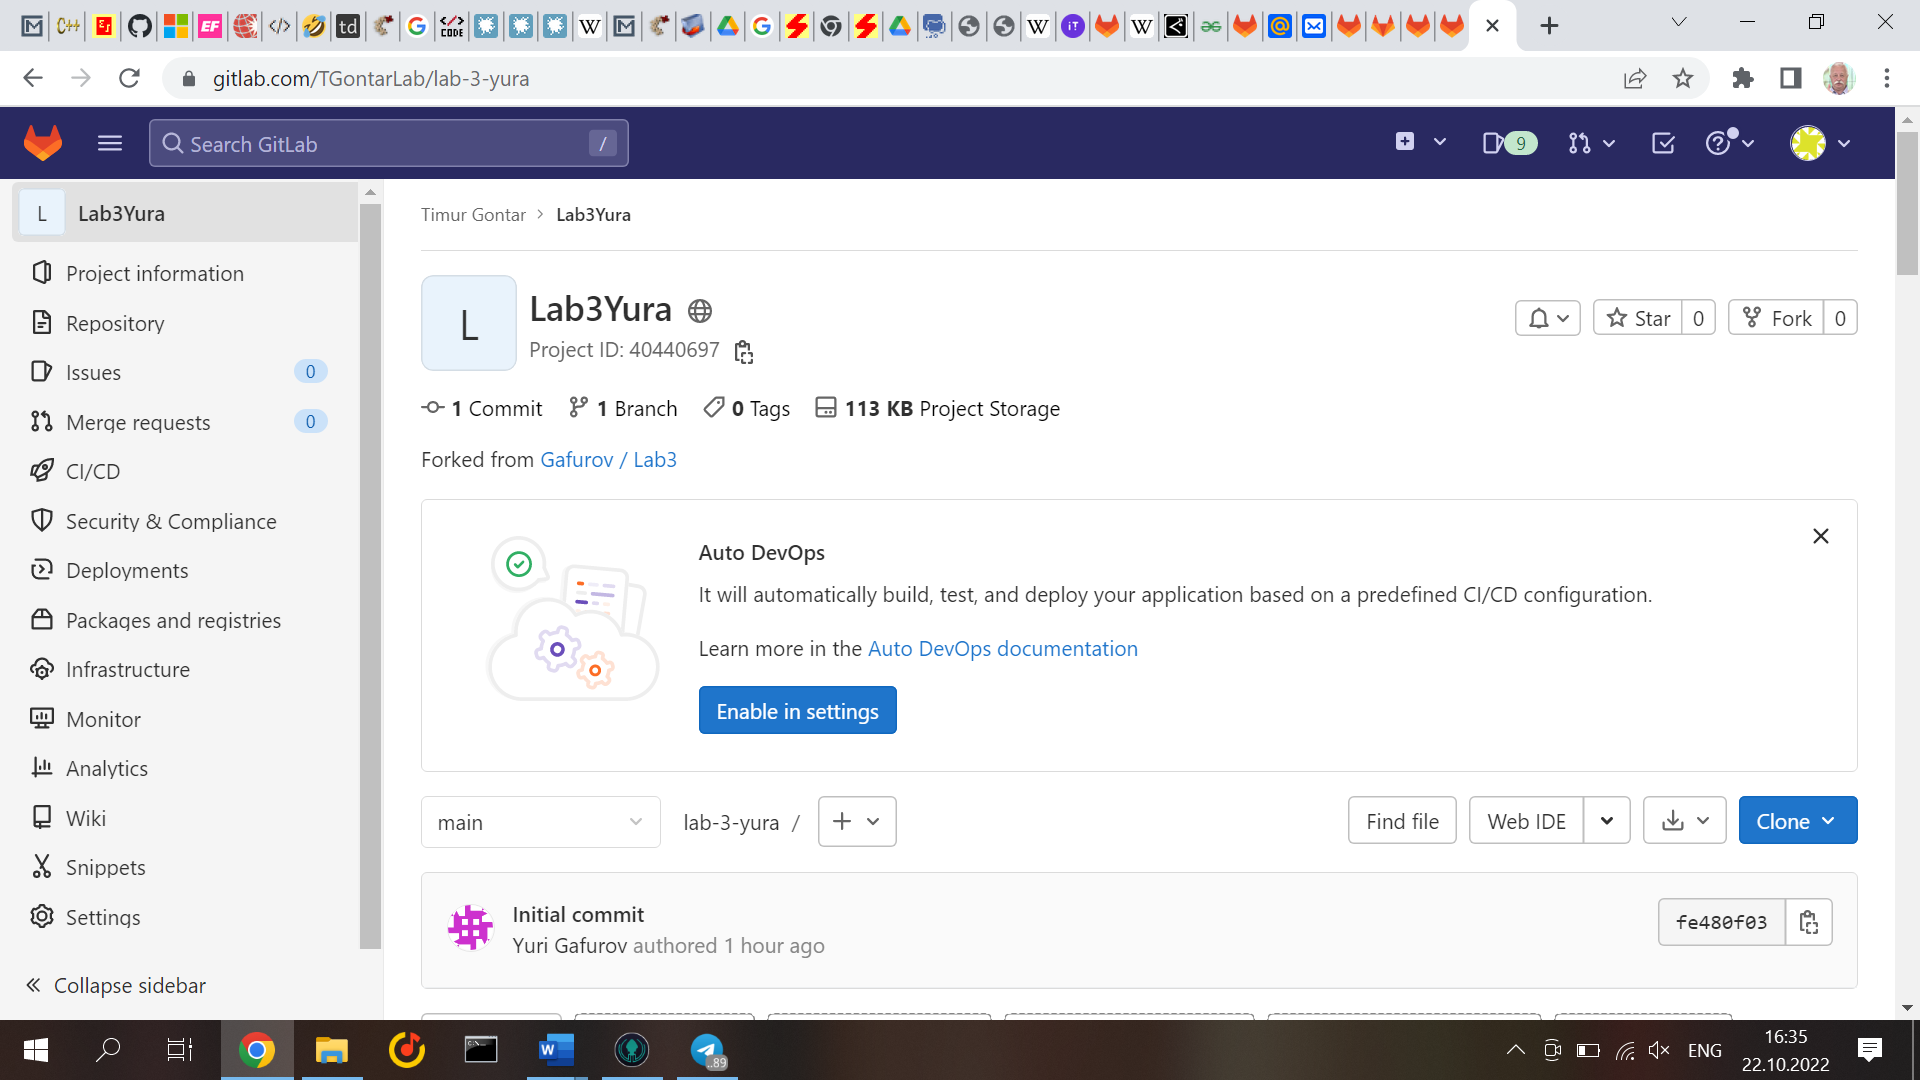 gitlab.com/TGontarLab/lab-3-yura
Search GitLab
/
9
L
Lab3Yura
Project information
Repository
Issues
0
Merge requests
0
CI/CD
Security & Compliance
Deployments
Packages and registries
Infrastructure
Monitor
Analytics
Wiki
Snippets
Settings
Collapse sidebar
Timur Gontar
Lab3Yura
L
Lab3Yura
Project ID: 40440697
Star
0
Fork
0
1 Commit
1 Branch
0 Tags
113 KB Project Storage
Forked from Gafurov / Lab3
Auto DevOps
It will automatically build, test, and deploy your application based on a predefined CI/CD configuration.
Learn more in the Auto DevOps documentation
Enable in settings
main
lab-3-yura /
Find file
Web IDE
Clone
Initial commit
Yuri Gafurov authored 1 hour ago
fe480f03
ENG
16:35
22.10.2022